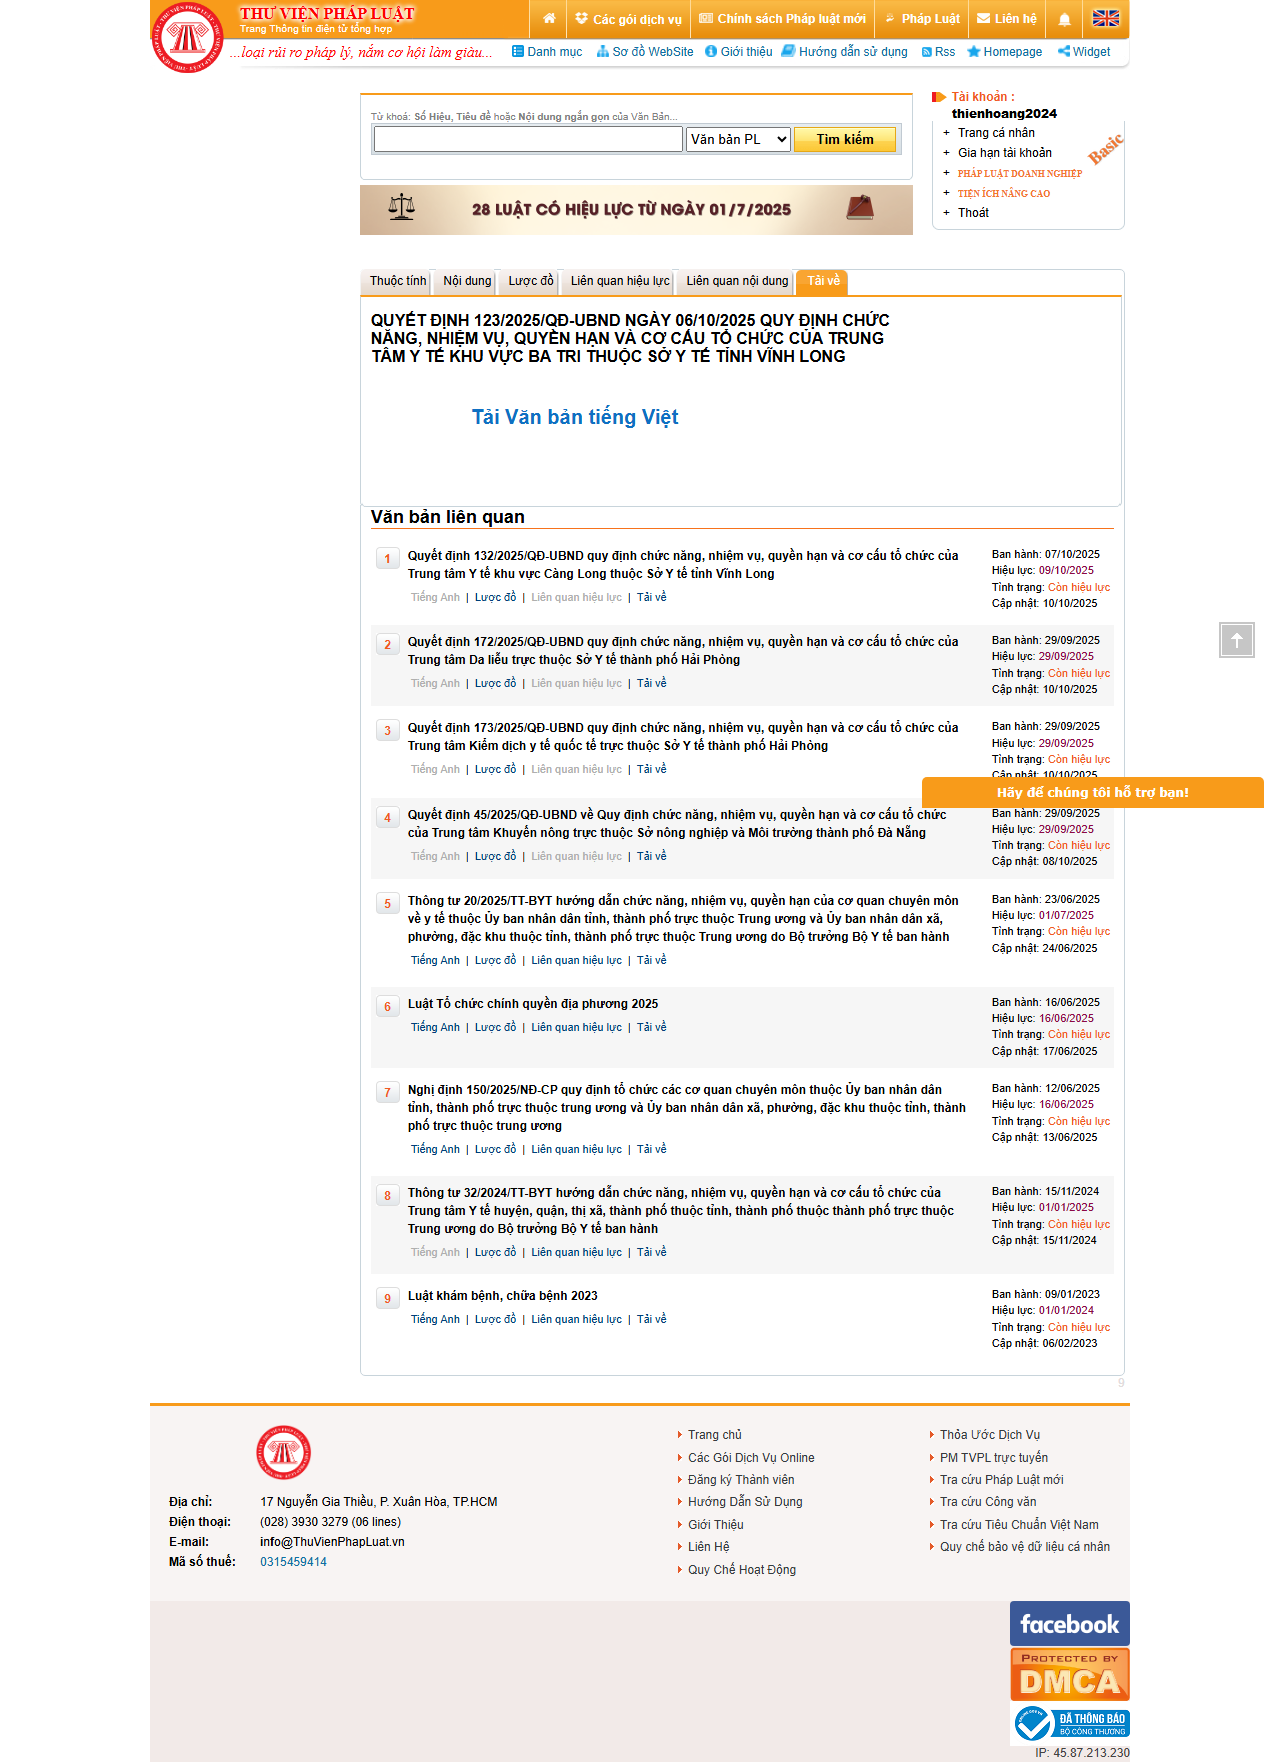 THƯ VIỆN PHÁP LUẬT
Trang Thông tin điện tử tổng hợp
Các gói dịch vụ
Chính sách Pháp luật mới
Pháp Luật
Liên hệ
...loại rủi ro pháp lý, nắm cơ hội làm giàu...
Danh mục
Sơ đồ WebSite
Giới thiệu
Hướng dẫn sử dụng
Rss
Homepage
Widget
Từ khoá: Số Hiệu, Tiêu đề hoặc Nội dung ngắn gọn của Văn Bản...
Văn bản PL
Tìm kiếm
28 LUẬT CÓ HIỆU LỰC TỪ NGÀY 01/7/2025
Tài khoản :
thienhoang2024
+ Trang cá nhân
+ Gia hạn tài khoản
+ PHÁP LUẬT DOANH NGHIỆP
+ TIỆN ÍCH NÂNG CAO
+ Thoát
Basic
Thuộc tính
Nội dung
Lược đồ
Liên quan hiệu lực
Liên quan nội dung
Tải về
QUYẾT ĐỊNH 123/2025/QĐ-UBND NGÀY 06/10/2025 QUY ĐỊNH CHỨC
NĂNG, NHIỆM VỤ, QUYỀN HẠN VÀ CƠ CẤU TỔ CHỨC CỦA TRUNG
TÂM Y TẾ KHU VỰC BA TRI THUỘC SỞ Y TẾ TỈNH VĨNH LONG
Tải Văn bản tiếng Việt
Văn bản liên quan
1
Quyết định 132/2025/QĐ-UBND quy định chức năng, nhiệm vụ, quyền hạn và cơ cấu tổ chức của
Trung tâm Y tế khu vực Càng Long thuộc Sở Y tế tỉnh Vĩnh Long
Tiếng Anh | Lược đồ | Liên quan hiệu lực | Tải về
Ban hành: 07/10/2025
Hiệu lực: 09/10/2025
Tình trạng: Còn hiệu lực
Cập nhật: 10/10/2025
2
Quyết định 172/2025/QĐ-UBND quy định chức năng, nhiệm vụ, quyền hạn và cơ cấu tổ chức của
Trung tâm Da liễu trực thuộc Sở Y tế thành phố Hải Phòng
Tiếng Anh | Lược đồ | Liên quan hiệu lực | Tải về
Ban hành: 29/09/2025
Hiệu lực: 29/09/2025
Tình trạng: Còn hiệu lực
Cập nhật: 10/10/2025
3
Quyết định 173/2025/QĐ-UBND quy định chức năng, nhiệm vụ, quyền hạn và cơ cấu tổ chức của
Trung tâm Kiểm dịch y tế quốc tế trực thuộc Sở Y tế thành phố Hải Phòng
Tiếng Anh | Lược đồ | Liên quan hiệu lực | Tải về
Ban hành: 29/09/2025
Hiệu lực: 29/09/2025
Tình trạng: Còn hiệu lực
Cập nhật: 10/10/2025
Hãy để chúng tôi hỗ trợ bạn!
4
Quyết định 45/2025/QĐ-UBND về Quy định chức năng, nhiệm vụ, quyền hạn và cơ cấu tổ chức
của Trung tâm Khuyến nông trực thuộc Sở nông nghiệp và Môi trường thành phố Đà Nẵng
Tiếng Anh | Lược đồ | Liên quan hiệu lực | Tải về
Ban hành: 29/09/2025
Hiệu lực: 29/09/2025
Tình trạng: Còn hiệu lực
Cập nhật: 08/10/2025
5
Thông tư 20/2025/TT-BYT hướng dẫn chức năng, nhiệm vụ, quyền hạn của cơ quan chuyên môn
về y tế thuộc Ủy ban nhân dân tỉnh, thành phố trực thuộc Trung ương và Ủy ban nhân dân xã,
phường, đặc khu thuộc tỉnh, thành phố trực thuộc Trung ương do Bộ trưởng Bộ Y tế ban hành
Tiếng Anh | Lược đồ | Liên quan hiệu lực | Tải về
Ban hành: 23/06/2025
Hiệu lực: 01/07/2025
Tình trạng: Còn hiệu lực
Cập nhật: 24/06/2025
6
Luật Tổ chức chính quyền địa phương 2025
Tiếng Anh | Lược đồ | Liên quan hiệu lực | Tải về
Ban hành: 16/06/2025
Hiệu lực: 16/06/2025
Tình trạng: Còn hiệu lực
Cập nhật: 17/06/2025
7
Nghị định 150/2025/NĐ-CP quy định tổ chức các cơ quan chuyên môn thuộc Ủy ban nhân dân
tỉnh, thành phố trực thuộc trung ương và Ủy ban nhân dân xã, phường, đặc khu thuộc tỉnh, thành
phố trực thuộc trung ương
Tiếng Anh | Lược đồ | Liên quan hiệu lực | Tải về
Ban hành: 12/06/2025
Hiệu lực: 16/06/2025
Tình trạng: Còn hiệu lực
Cập nhật: 13/06/2025
8
Thông tư 32/2024/TT-BYT hướng dẫn chức năng, nhiệm vụ, quyền hạn và cơ cấu tổ chức của
Trung tâm Y tế huyện, quận, thị xã, thành phố thuộc tỉnh, thành phố thuộc thành phố trực thuộc
Trung ương do Bộ trưởng Bộ Y tế ban hành
Tiếng Anh | Lược đồ | Liên quan hiệu lực | Tải về
Ban hành: 15/11/2024
Hiệu lực: 01/01/2025
Tình trạng: Còn hiệu lực
Cập nhật: 15/11/2024
9
Luật khám bệnh, chữa bệnh 2023
Tiếng Anh | Lược đồ | Liên quan hiệu lực | Tải về
Ban hành: 09/01/2023
Hiệu lực: 01/01/2024
Tình trạng: Còn hiệu lực
Cập nhật: 06/02/2023
9
Địa chỉ: 17 Nguyễn Gia Thiều, P. Xuân Hòa, TP.HCM
Điện thoại: (028) 3930 3279 (06 lines)
E-mail: info@ThuVienPhapLuat.vn
Mã số thuế: 0315459414
Trang chủ
Các Gói Dịch Vụ Online
Đăng ký Thành viên
Hướng Dẫn Sử Dụng
Giới Thiệu
Liên Hệ
Quy Chế Hoạt Động
Thỏa Ước Dịch Vụ
PM TVPL trực tuyến
Tra cứu Pháp Luật mới
Tra cứu Công văn
Tra cứu Tiêu Chuẩn Việt Nam
Quy chế bảo vệ dữ liệu cá nhân
facebook
PROTECTED BY
DMCA
ĐÃ THÔNG BÁO
BỘ CÔNG THƯƠNG
IP: 45.87.213.230